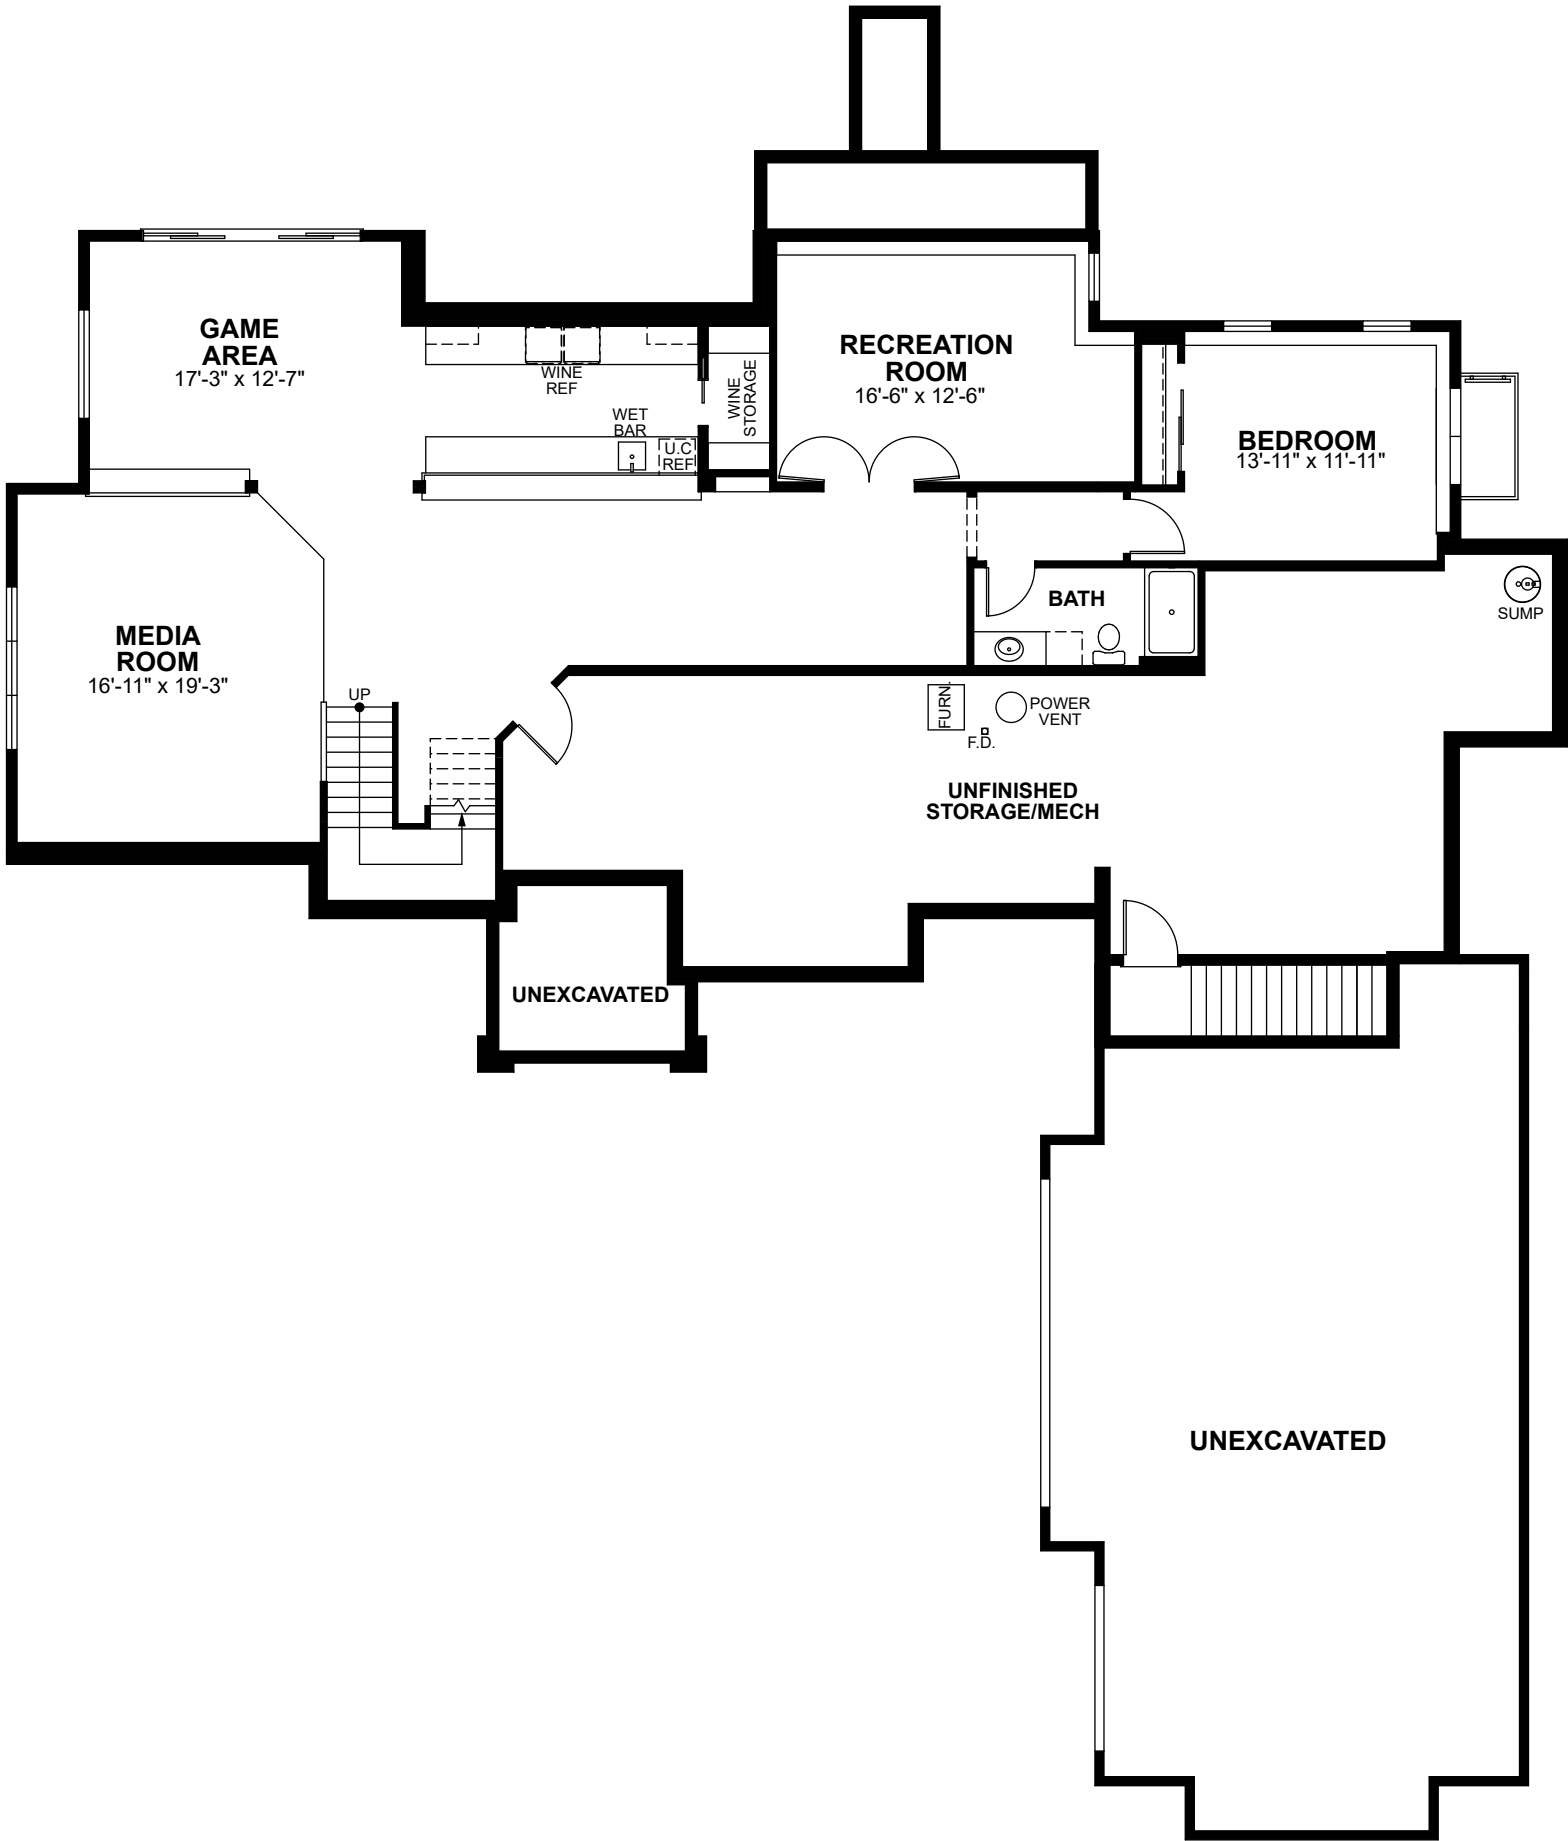 GAME
AREA
17'-3" x 12'-7"
WINE
REF
WET
BAR
U.C
REF
WINE
STORAGE
RECREATION
ROOM
16'-6" x 12'-6"
BEDROOM
13'-11" x 11'-11"
MEDIA
ROOM
16'-11" x 19'-3"
UP
BATH
SUMP
FURN.
POWER
VENT
F.D.
UNFINISHED
STORAGE/MECH
UNEXCAVATED
UNEXCAVATED